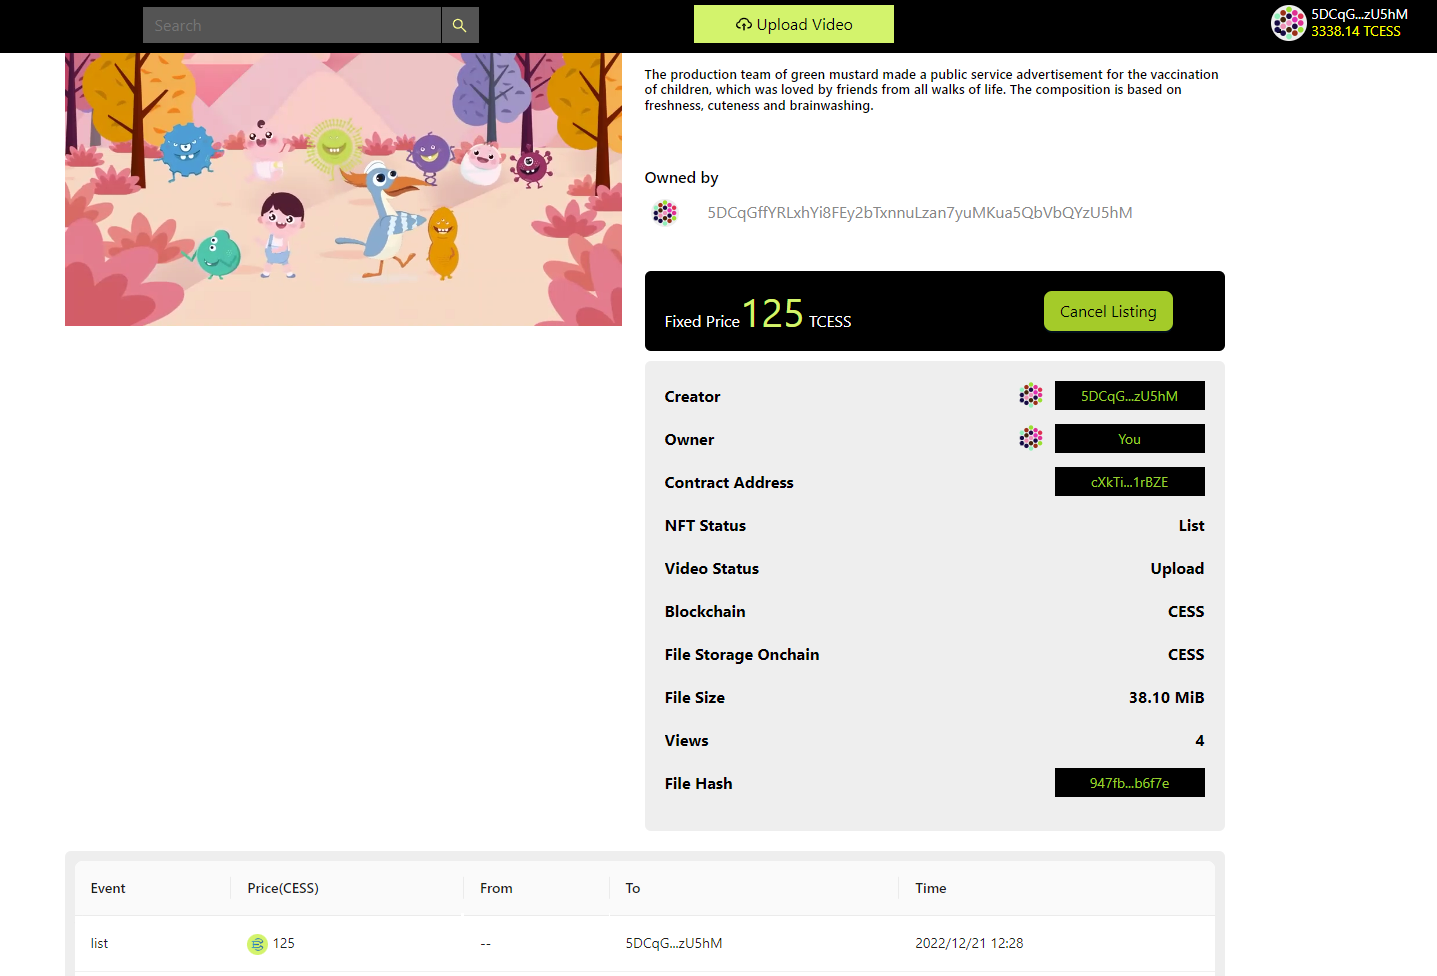 Search
Upload Video
5DCqG...zU5hM
3338.14 TCESS
The production team of green mustard made a public service advertisement for the vaccination
of children, which was loved by friends from all walks of life. The composition is based on
freshness, cuteness and brainwashing.
Owned by
5DCqGffYRLxhYi8FEy2bTxnnuLzan7yuMKua5QbVbQYzU5hM
Fixed Price 125 TCESS
Cancel Listing
Creator 5DCqG...zU5hM
Owner You
Contract Address cXkTi...1rBZE
NFT Status List
Video Status Upload
Blockchain CESS
File Storage Onchain CESS
File Size 38.10 MiB
Views 4
File Hash 947fb...b6f7e
Event Price(CESS) From To Time
list 125 -- 5DCqG...zU5hM 2022/12/21 12:28